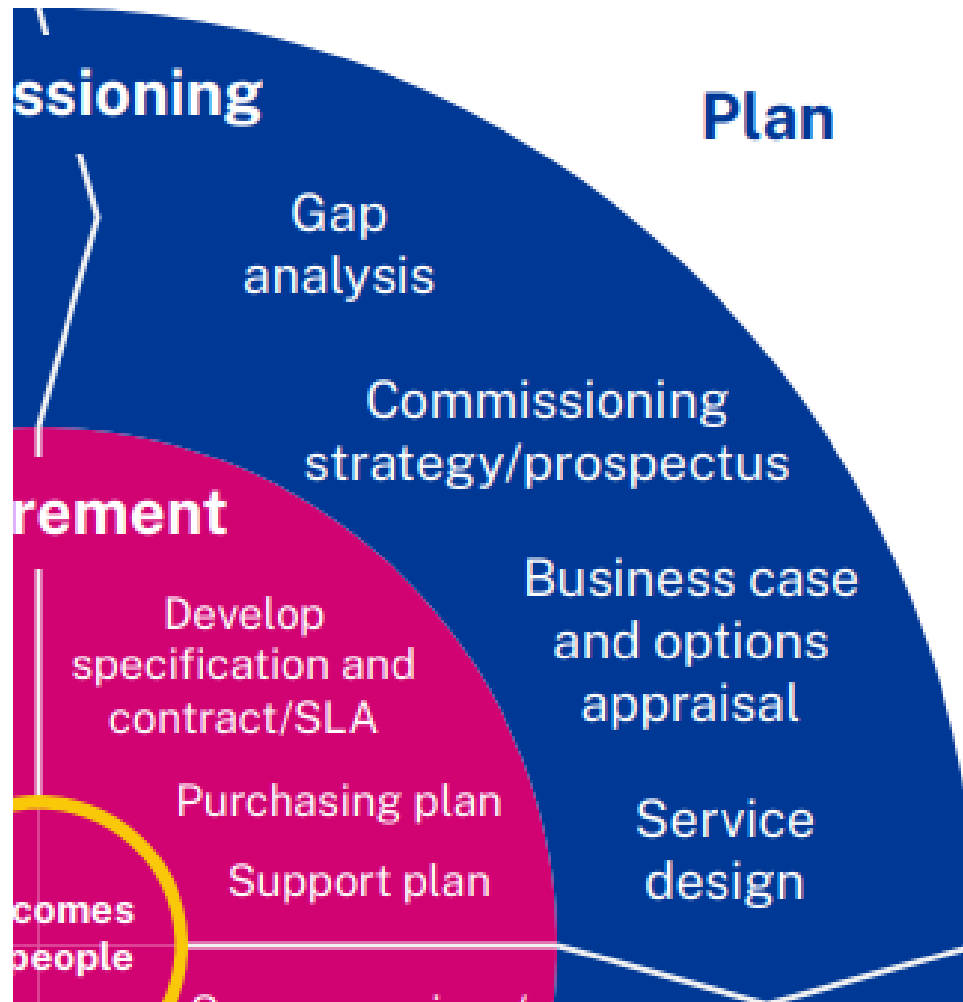 ssioning
Plan
Gap
analysis
Commissioning
strategy/prospectus
rement
Business case
and options
appraisal
Develop
specification and
contract/SLA
Purchasing plan
Service
design
Support plan
comes
people